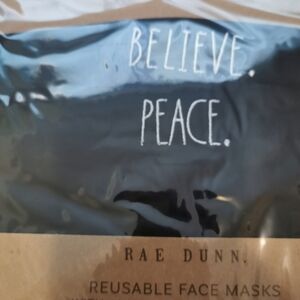 BELIEVE.
PEACE.
RAE DUNN.
REUSABLE FACE MASKS